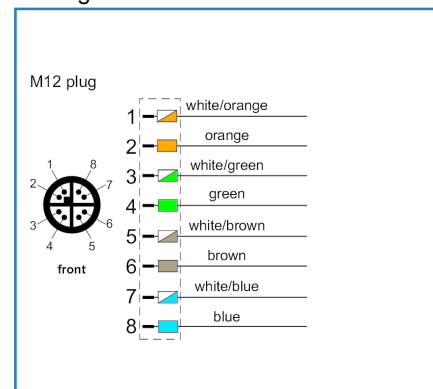 M12 plug
1 white/orange
2 orange
3 white/green
4 green
5 white/brown
6 brown
7 white/blue
8 blue
1 8
2 7
3 6
4 5
front